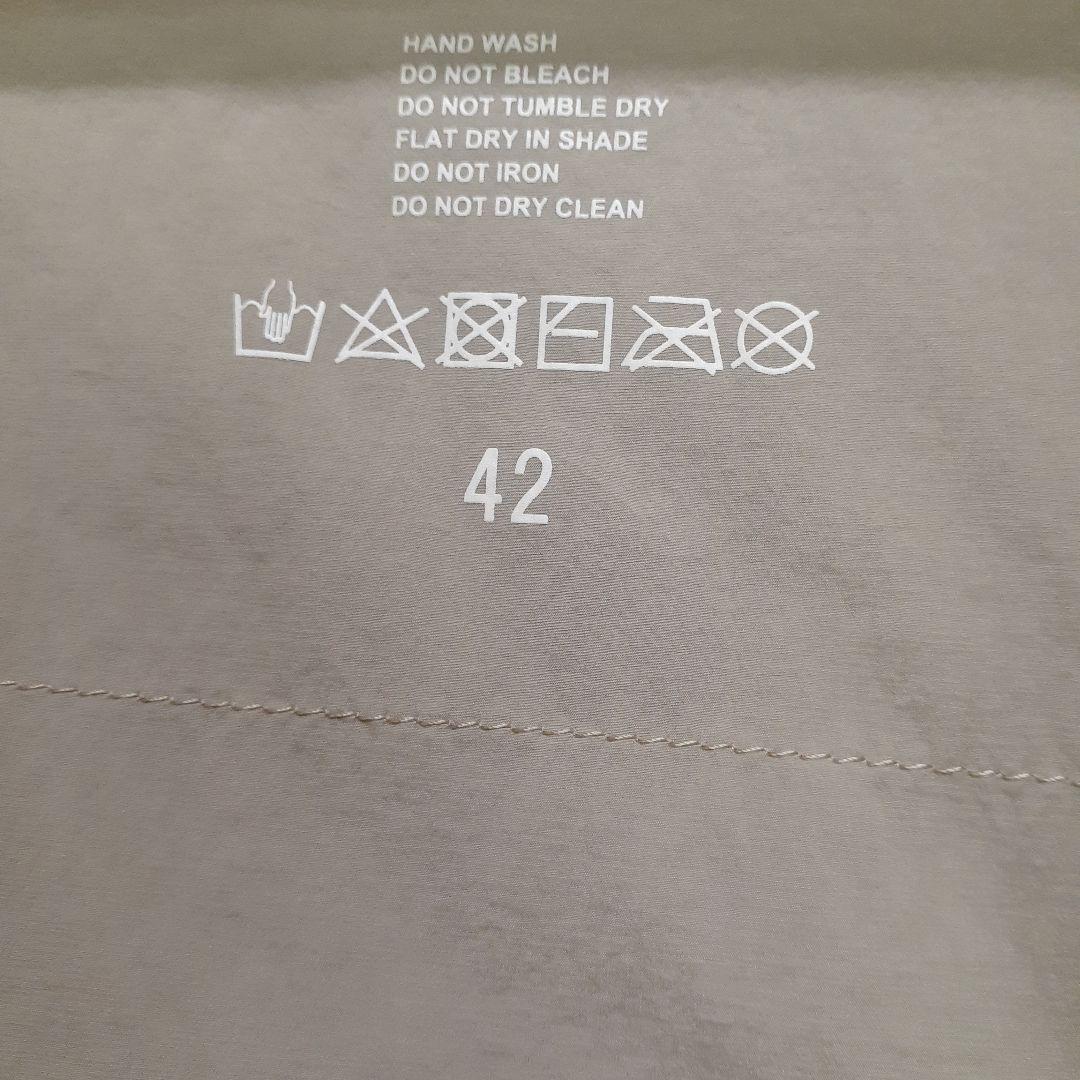 HAND WASH
DO NOT BLEACH
DO NOT TUMBLE DRY
FLAT DRY IN SHADE
DO NOT IRON
DO NOT DRY CLEAN
42